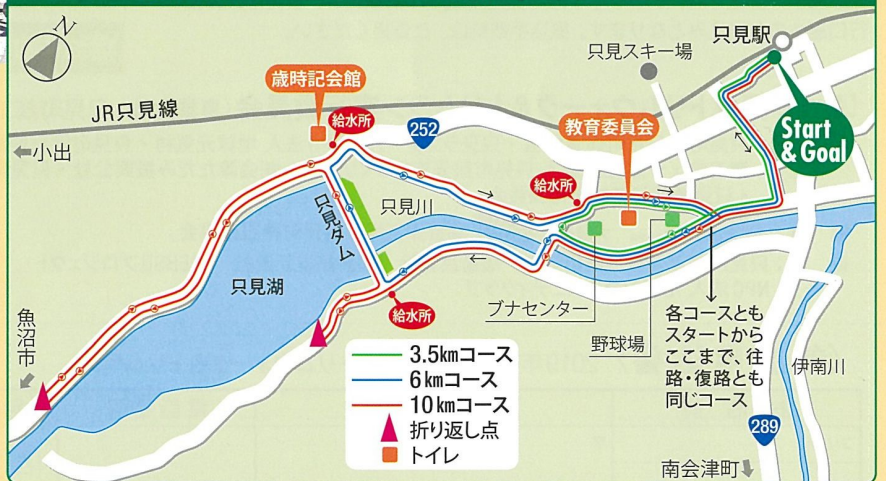 N
只見駅
只見スキー場
歳時記会館
JR只見線
給水所
252
教育委員会
Start
& Goal
←小出
給水所
只見川
只見ダム
只見湖
ブナセンター
野球場
給水所
各コースとも
スタートから
ここまで、往
路・復路とも
同じコース
伊南川
魚沼市
3.5kmコース
6kmコース
10kmコース
折り返し点
トイレ
289
南会津町